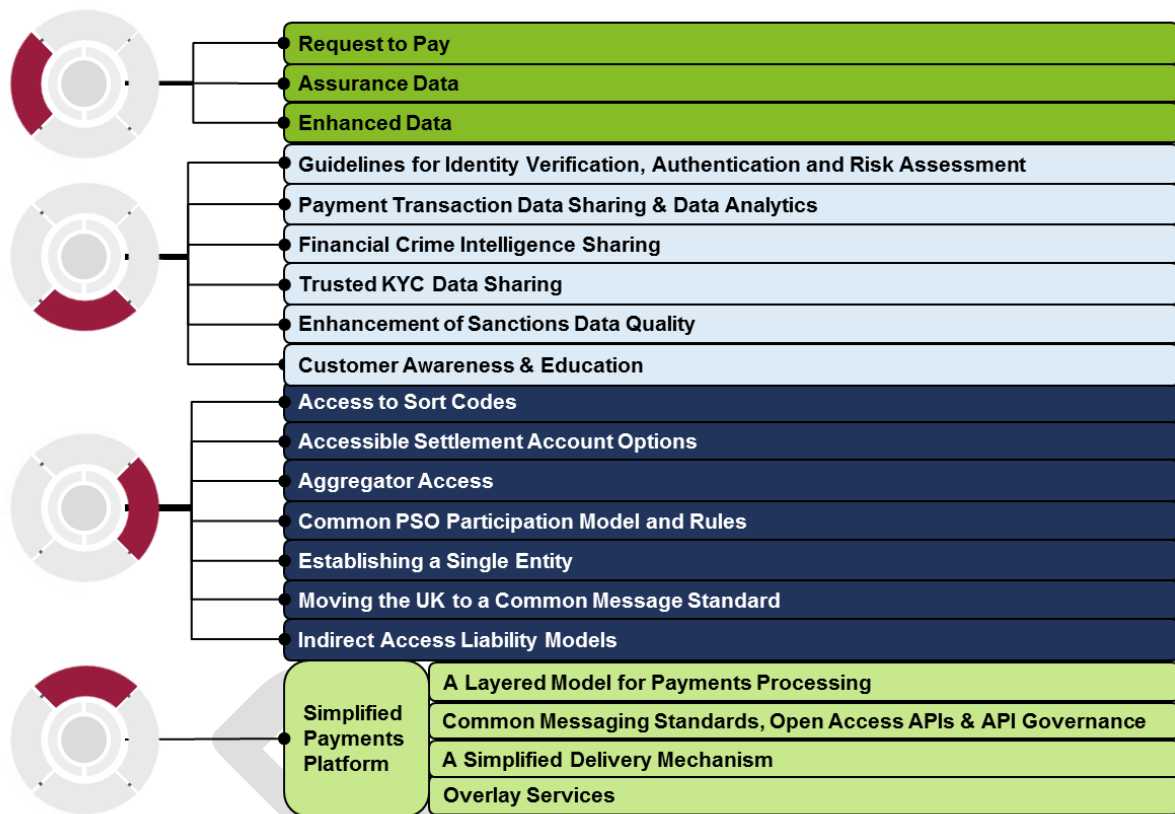 Request to Pay
Assurance Data
Enhanced Data
Guidelines for Identity Verification, Authentication and Risk Assessment
Payment Transaction Data Sharing & Data Analytics
Financial Crime Intelligence Sharing
Trusted KYC Data Sharing
Enhancement of Sanctions Data Quality
Customer Awareness & Education
Access to Sort Codes
Accessible Settlement Account Options
Aggregator Access
Common PSO Participation Model and Rules
Establishing a Single Entity
Moving the UK to a Common Message Standard
Indirect Access Liability Models
Simplified
Payments
Platform
A Layered Model for Payments Processing
Common Messaging Standards, Open Access APIs & API Governance
A Simplified Delivery Mechanism
Overlay Services